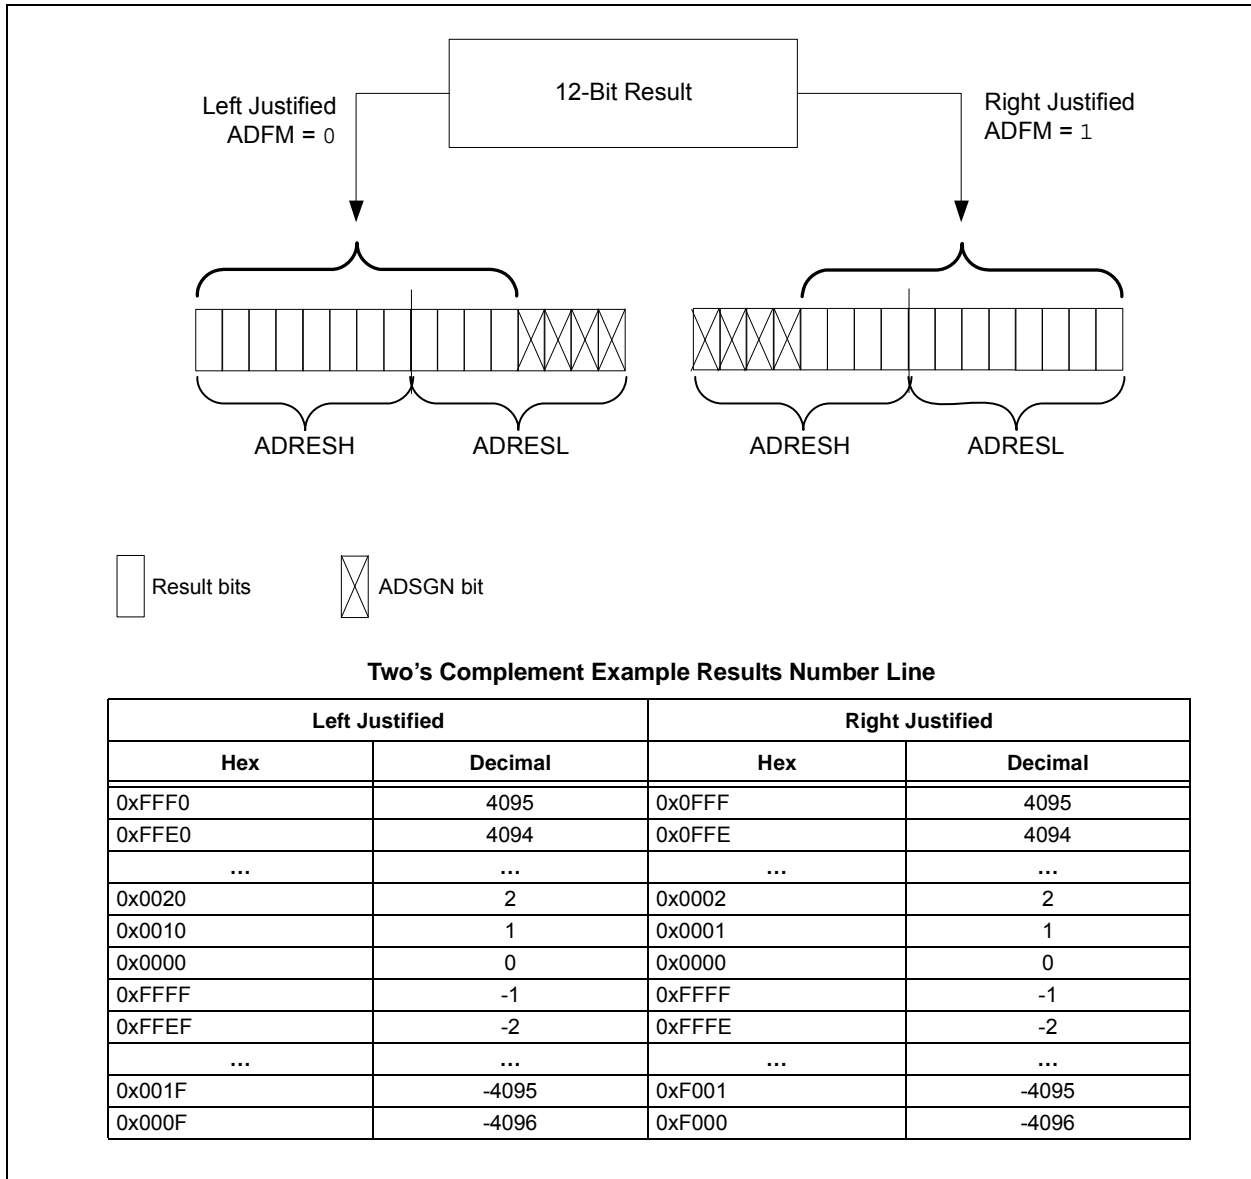 12-Bit Result
Left Justified
ADFM = 0
Right Justified
ADFM = 1
ADRESH
ADRESL
ADRESH
ADRESL
Result bits
ADSGN bit
Two's Complement Example Results Number Line
Left Justified Right Justified
Hex Decimal Hex Decimal
0xFFF0 4095 0x0FFF 4095
0xFFE0 4094 0x0FFE 4094
... ... ... ...
0x0020 2 0x0002 2
0x0010 1 0x0001 1
0x0000 0 0x0000 0
0xFFFF -1 0xFFFF -1
0xFFEF -2 0xFFFE -2
... ... ... ...
0x001F -4095 0xF001 -4095
0x000F -4096 0xF000 -4096